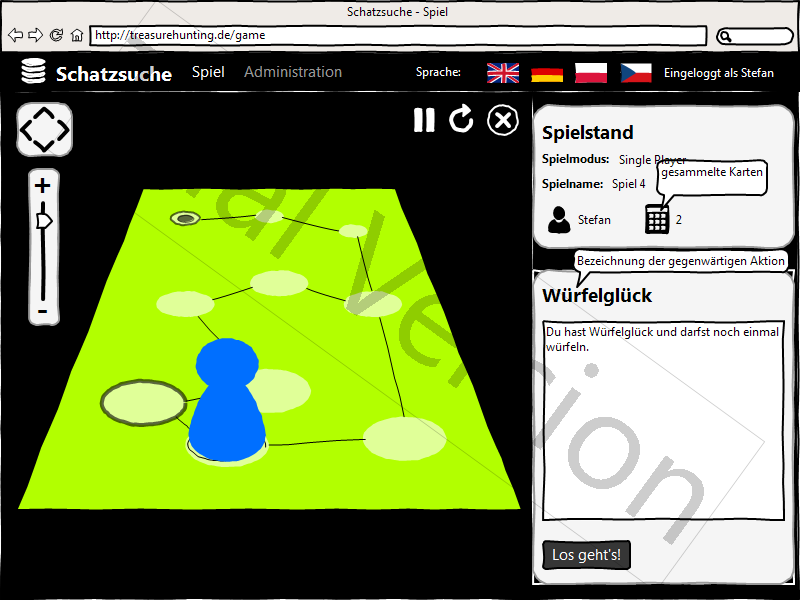 Schatzsuche - Spiel
http://treasurehunting.de/game
Schatzsuche
Spiel
Administration
Sprache:
Eingeloggt als Stefan
Spielstand
Spielmodus: Single Player
gesammelte Karten
Spielname: Spiel 4
Stefan
2
Bezeichnung der gegenwärtigen Aktion
Würfelglück
Du hast Würfelglück und darfst noch einmal
würfeln.
Los geht's!
al Version